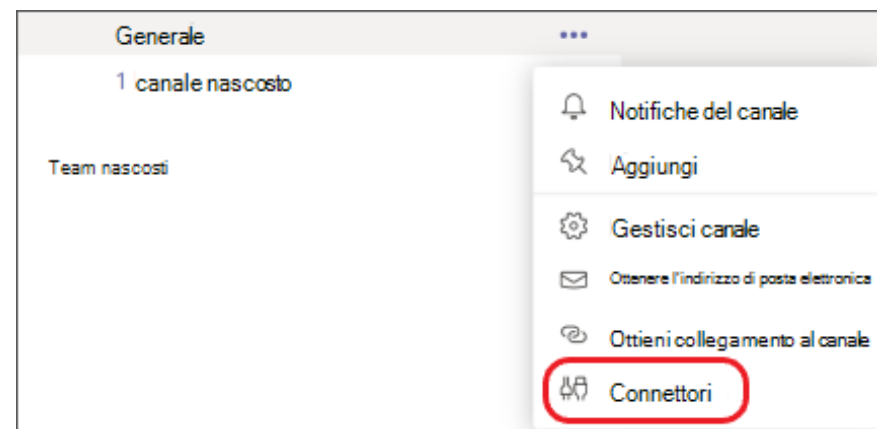 Generale
1 canale nascosto
Team nascosti
Notifiche del canale
Aggiungi
Gestisci canale
Ottenere l'indirizzo di posta elettronica
Ottieni collegamento al canale
Connettori